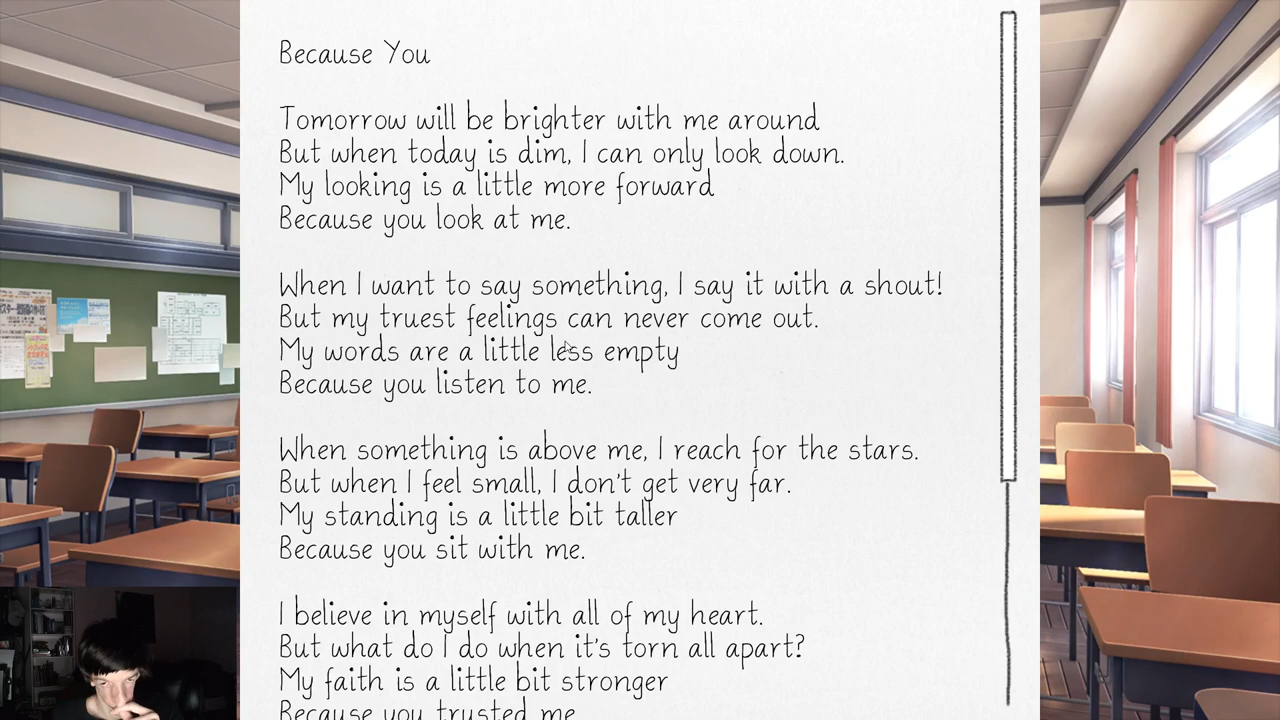 Because You
Tomorrow will be brighter with me around
But when today is dim, I can only look down.
My looking is a little more forward
Because you look at me.
When I want to say something, I say it with a shout!
But my truest feelings can never come out.
My words are a little less empty
Because you listen to me.
When something is above me, I reach for the stars.
But when I feel small, I don't get very far.
My standing is a little bit taller
Because you sit with me.
I believe in myself with all of my heart.
But what do I do when it's torn all apart?
My faith is a little bit stronger
Because you trusted me